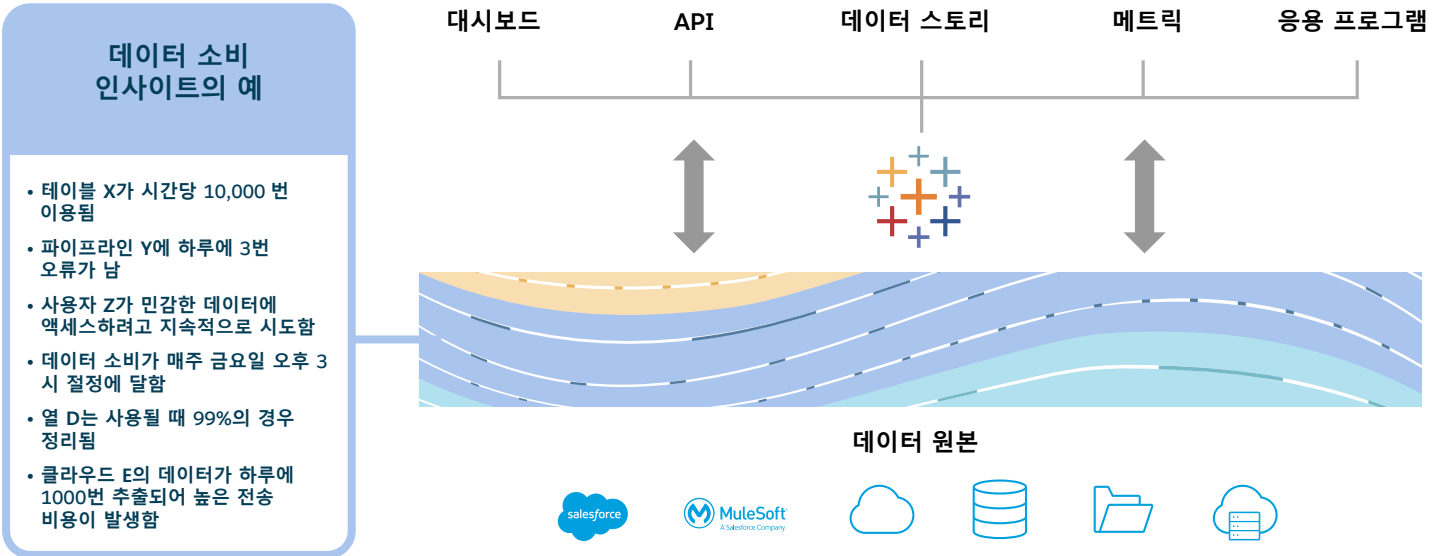 데이터 소비
인사이트의 예
• 테이블 X가 시간당 10,000 번
이용됨
• 파이프라인 Y에 하루에 3번
오류가 남
• 사용자 Z가 민감한 데이터에
액세스하려고 지속적으로 시도함
• 데이터 소비가 매주 금요일 오후 3
시 절정에 달함
• 열 D는 사용될 때 99%의 경우
정리됨
• 클라우드 E의 데이터가 하루에
1000번 추출되어 높은 전송
비용이 발생함
대시보드 API 데이터 스토리 메트릭 응용 프로그램
데이터 원본
salesforce
MuleSoft
A Salesforce Company